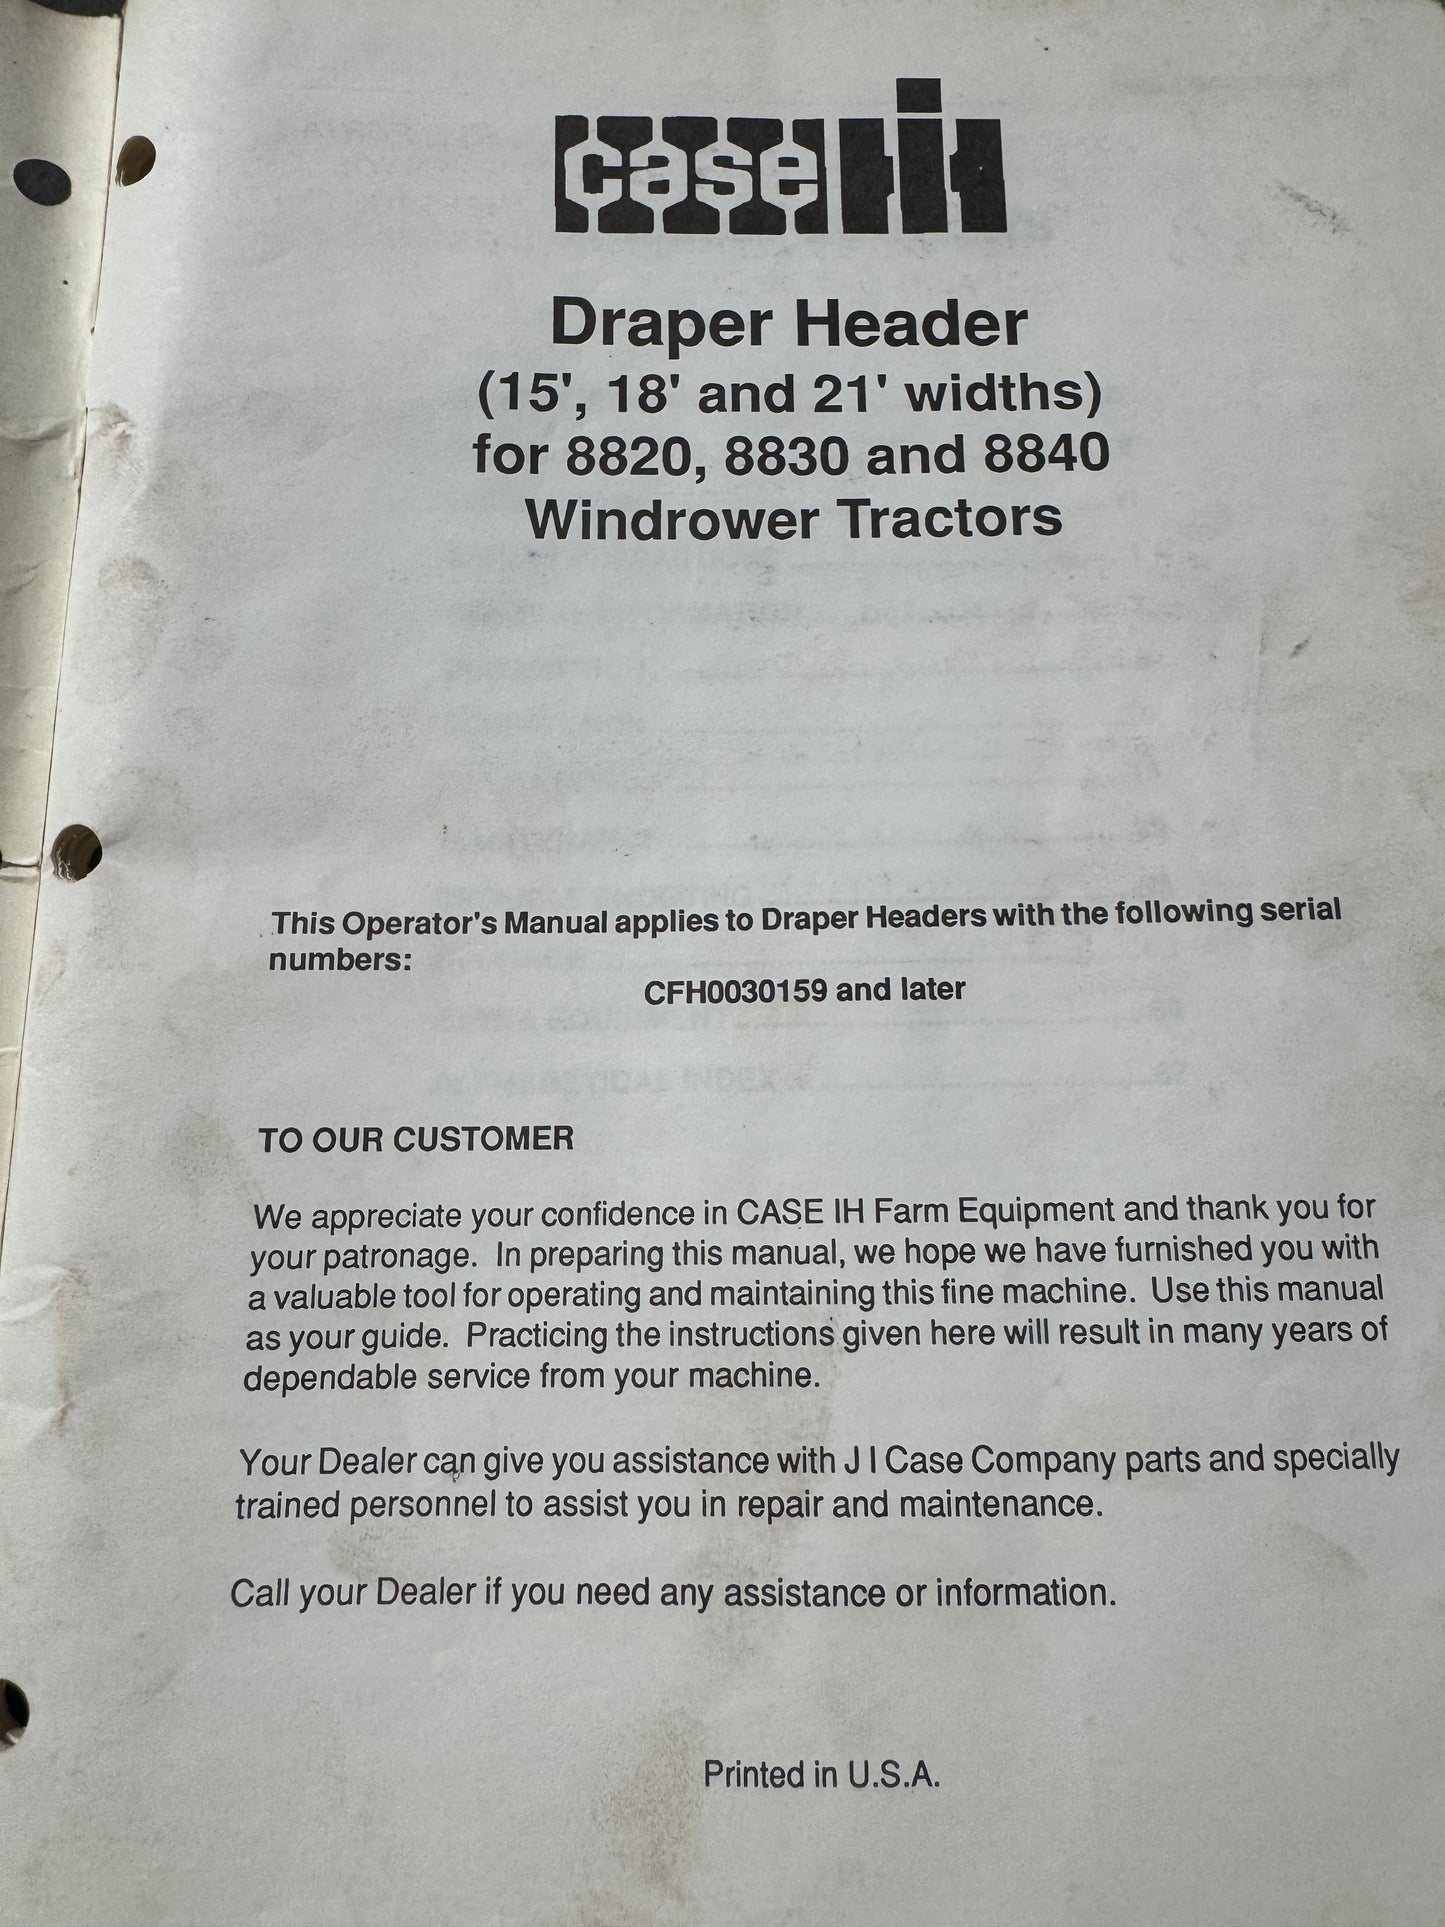 case IH
Draper Header
(15', 18' and 21' widths)
for 8820, 8830 and 8840
Windrower Tractors
This Operator's Manual applies to Draper Headers with the following serial
numbers:
CFH0030159 and later
TO OUR CUSTOMER
We appreciate your confidence in CASE IH Farm Equipment and thank you for
your patronage. In preparing this manual, we hope we have furnished you with
a valuable tool for operating and maintaining this fine machine. Use this manual
as your guide. Practicing the instructions given here will result in many years of
dependable service from your machine.
Your Dealer can give you assistance with J I Case Company parts and specially
trained personnel to assist you in repair and maintenance.
Call your Dealer if you need any assistance or information.
Printed in U.S.A.